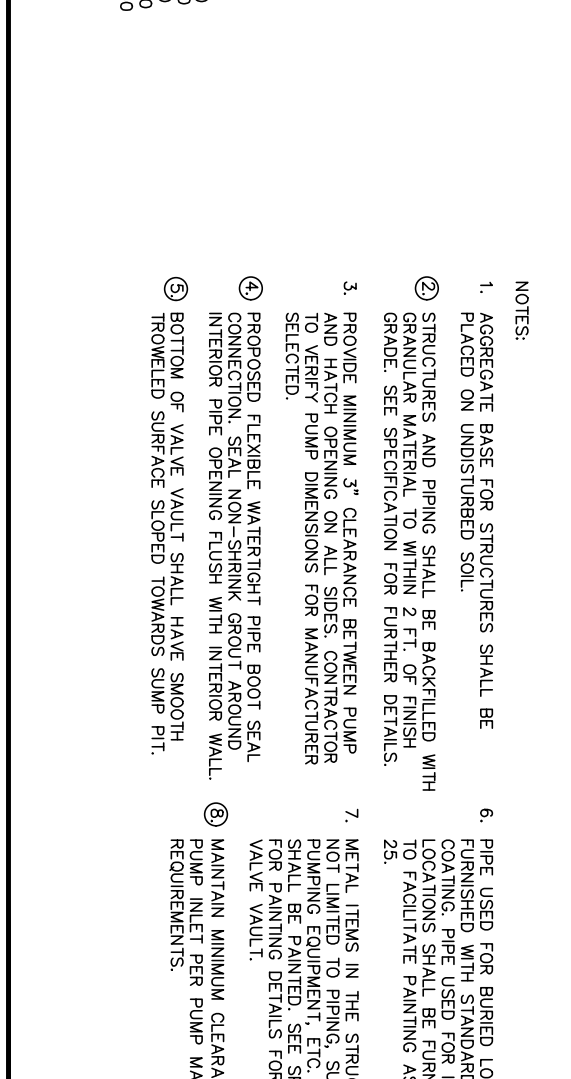 NOTES:
1. AGGREGATE BASE FOR STRUCTURES SHALL BE
PLACED ON UNDISTURBED SOIL.
2. STRUCTURES AND PIPING SHALL BE BACKFILLED WITH
GRANULAR MATERIAL TO WITHIN 2 FT. OF FINISH
GRADE. SEE SPECIFICATION FOR FURTHER DETAILS.
3. PROVIDE MINIMUM 3" CLEARANCE BETWEEN PUMP
AND HATCH OPENING ON ALL SIDES. CONTRACTOR
TO VERIFY PUMP DIMENSIONS FOR MANUFACTURER
SELECTED.
4. PROPOSED FLEXIBLE WATERTIGHT PIPE BOOT SEAL
CONNECTION. SEAL NON-SHRINK GROUT AROUND
INTERIOR PIPE OPENING FLUSH WITH INTERIOR WALL.
5. BOTTOM OF VALVE VAULT SHALL HAVE SMOOTH
TROWELED SURFACE SLOPED TOWARDS SUMP PIT.
6. PIPE USED FOR BURIED
FURNISHED WITH STANDARD
COATING. PIPE USED FOR
LOCATIONS SHALL BE
TO FACILITATE PAINTING
25.
7. METAL ITEMS IN THE
NOT LIMITED TO PIPING,
PUMPING EQUIPMENT, ETC.
SHALL BE PAINTED. SEE
FOR PAINTING DETAILS FOR
VALVE VAULT.
8. MAINTAIN MINIMUM
PUMP INLET PER PUMP
REQUIREMENTS.